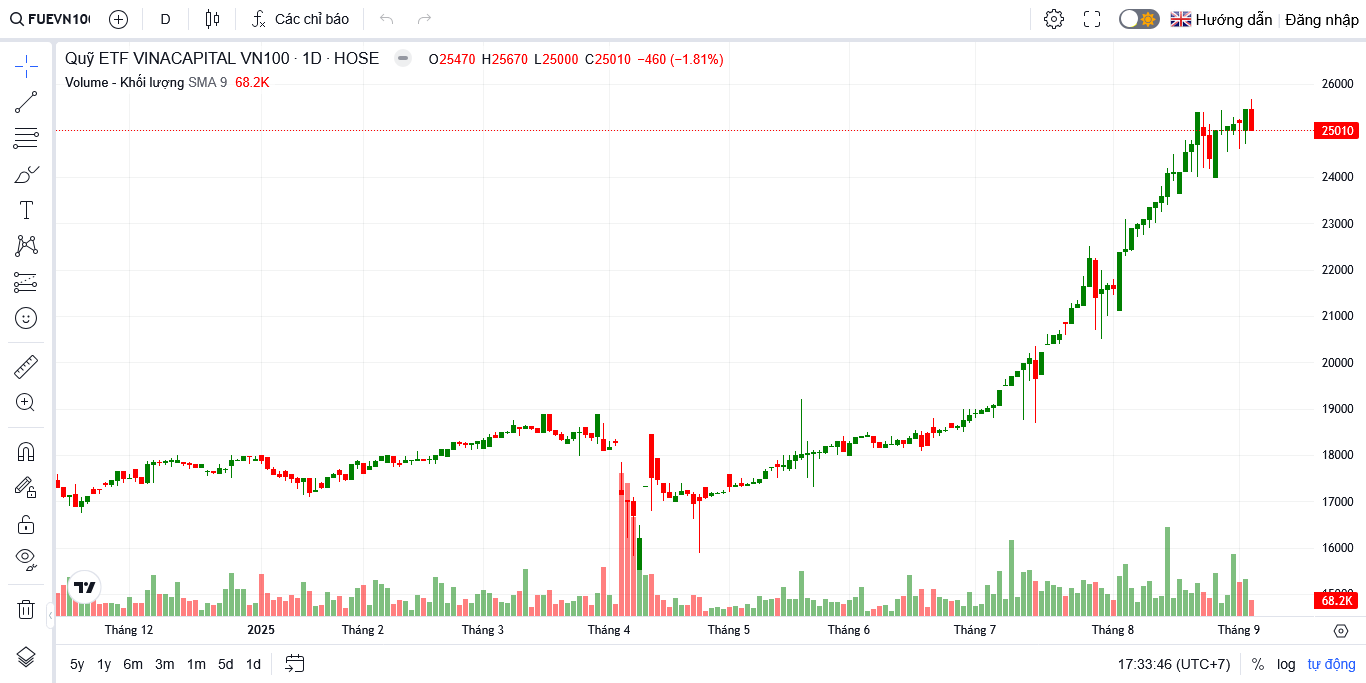 FUEVN100 D Các chỉ báo Hướng dẫn Đăng nhập
Quỹ ETF VINACAPITAL VN100 · 1D · HOSE O25470 H25670 L25000 C25010 −460 (−1.81%)
Volume - Khối lượng SMA 9 68.2K
26000
25010
24000
23000
22000
21000
20000
19000
18000
17000
16000
68.2K
Tháng 12 2025 Tháng 2 Tháng 3 Tháng 4 Tháng 5 Tháng 6 Tháng 7 Tháng 8 Tháng 9
5y 1y 6m 3m 1m 5d 1d 17:33:46 (UTC+7) % log tự động